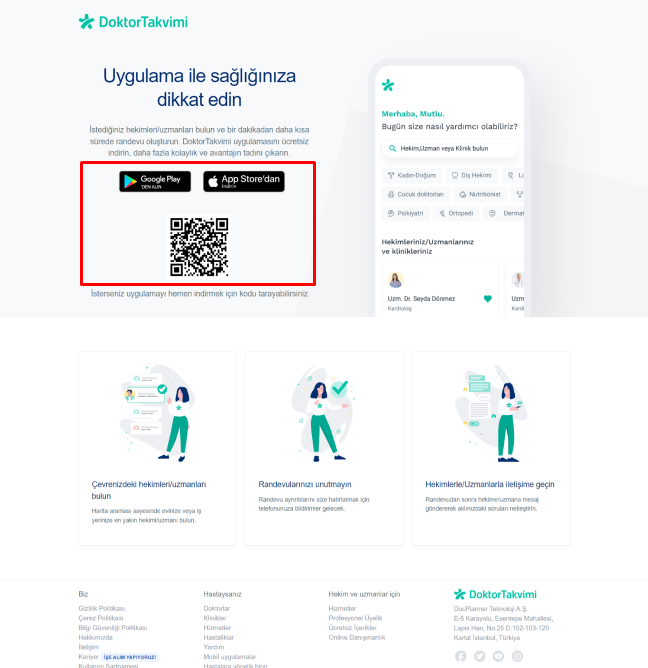 DoktorTakvimi
Uygulama ile sağlığınıza
dikkat edin
İstediğiniz hekimleri/uzmanları bulun ve bir dakikadan daha kısa
sürede randevu oluşturun. DoktorTakvimi uygulamasını ücretsiz
indirin, daha fazla kolaylık ve avantajın tadını çıkarın.
Google Play
'DEN ALIN
App Store'dan
İndirin
İsterseniz uygulamayı hemen indirmek için kodu tarayabilirsiniz
Merhaba, Mutlu.
Bugün size nasıl yardımcı olabiliriz?
Hekim,Uzman veya Klinik bulun
Kadın-Doğum
Diş Hekimi
Çocuk doktorları
Nutritionist
Psikiyatri
Ortopedi
Dermat
Hekimleriniz/Uzmanlarınız
ve klinikleriniz
Uzm. Dr. Seyda Dönmez
Kardiolog
Uzm
Kardi
Çevrenizdeki hekimleri/uzmanları
bulun
Harita araması sayesinde evinize veya iş
yerinize en yakın hekimi/uzmanı bulun.
Randevularınızı unutmayın
Randevu ayrıntılarını size hatırlatmak için
telefonunuza bildirimler gelecek.
Hekimlerle/Uzmanlarla iletişime geçin
Randevudan sonra hekime/uzmana mesaj
göndererek aklınızdaki soruları netleştirin.
Biz
Gizlilik Politikası
Çerez Politikası
Bilgi Güvenliği Politikası
Hakkımızda
İletişim
Kariyer İŞE ALIM YAPIYORUZ!
Kullanım Şartnamesi
Hastaysanız
Doktorlar
Klinikler
Hizmetler
Hastalıklar
Yardım
Mobil uygulamalar
Hastalara yönelik blog
Hekim ve uzmanlar için
Hizmetler
Profesyonel Üyelik
Ücretsiz İçerikler
Online Danışmanlık
DoktorTakvimi
DocPlanner Teknoloji A.Ş.
E-5 Karayolu, Esentepe Mahallesi,
Lapis Han, No:25 D:102-103-120
Kartal İstanbul, Türkiye